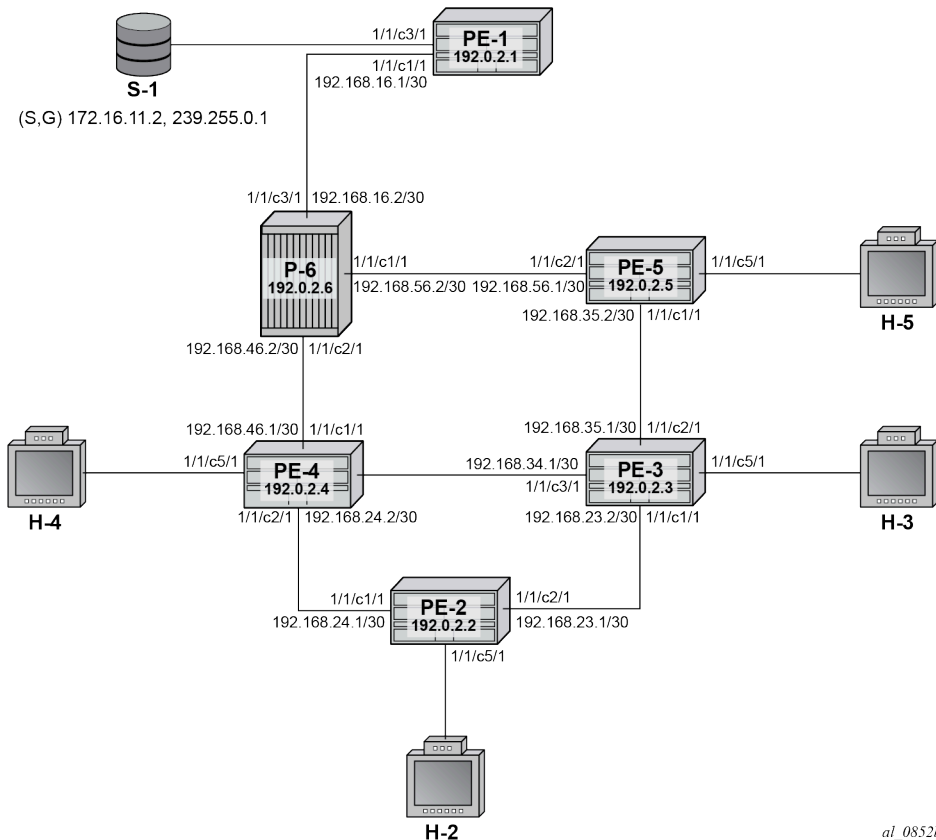 1/1/c3/1
PE-1
192.0.2.1
1/1/c1/1
192.168.16.1/30
S-1
(S,G) 172.16.11.2, 239.255.0.1
1/1/c3/1
192.168.16.2/30
P-6
192.0.2.6
1/1/c1/1
192.168.56.2/30
1/1/c2/1
192.168.56.1/30
PE-5
192.0.2.5
1/1/c5/1
H-5
192.168.35.2/30
1/1/c1/1
192.168.46.2/30
1/1/c2/1
192.168.46.1/30
1/1/c1/1
192.168.35.1/30
1/1/c2/1
1/1/c5/1
PE-4
192.0.2.4
H-4
192.168.34.1/30
1/1/c3/1
PE-3
192.0.2.3
1/1/c5/1
H-3
1/1/c2/1
192.168.24.2/30
192.168.23.2/30
1/1/c1/1
1/1/c1/1
192.168.24.1/30
PE-2
192.0.2.2
1/1/c2/1
192.168.23.1/30
1/1/c5/1
H-2